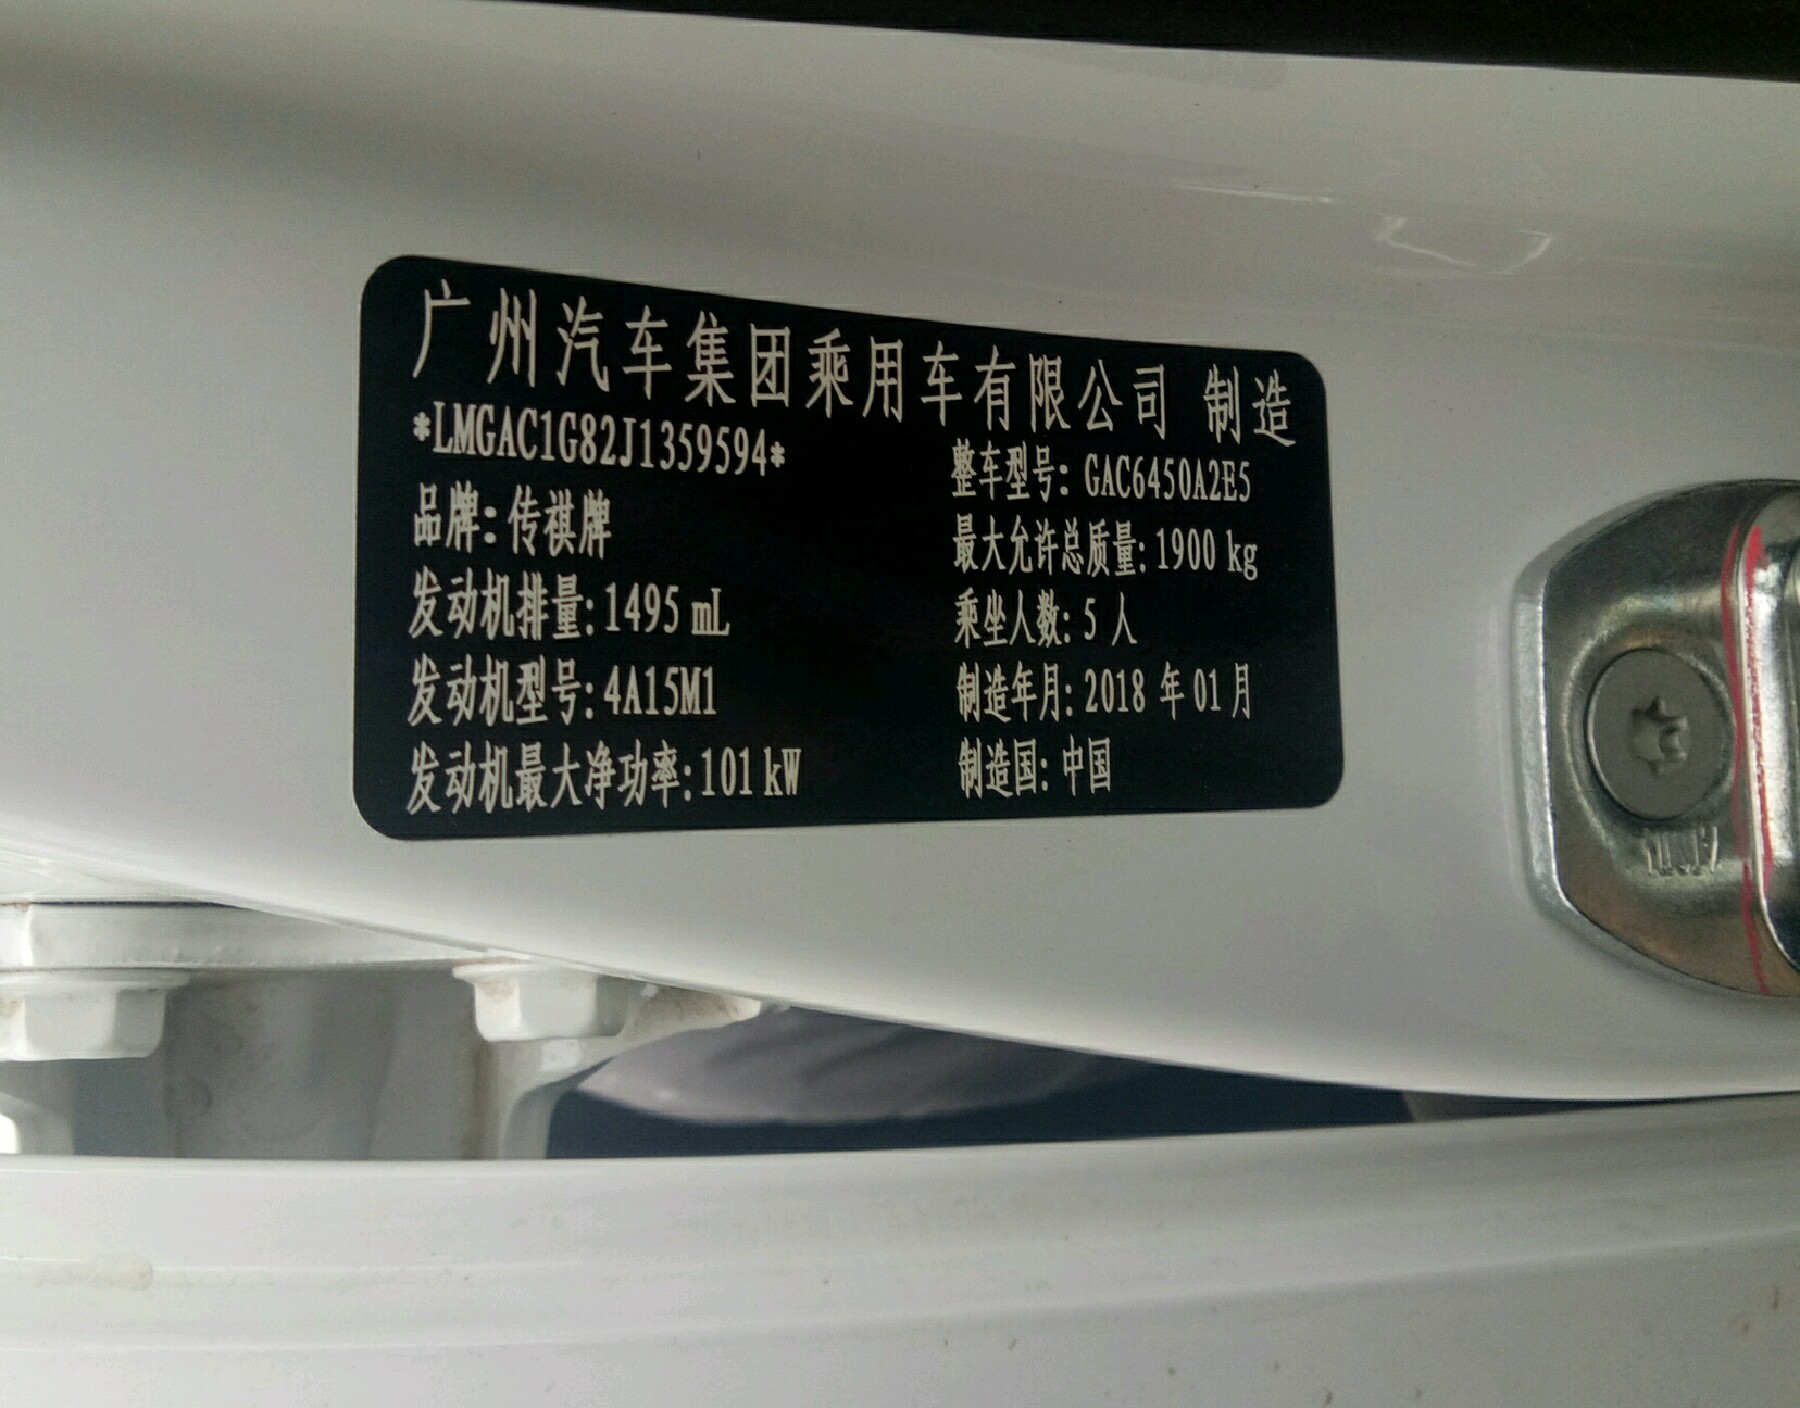 广州汽车集团乘用车有限公司 制造
*LMGAC1G82J1359594*
品牌:传祺牌
发动机排量:1495 mL
发动机型号:4A15M1
发动机最大净功率:101 kW
整车型号:GAC6450A2E5
最大允许总质量:1900 kg
乘坐人数:5 人
制造年月:2018 年 01 月
制造国:中国